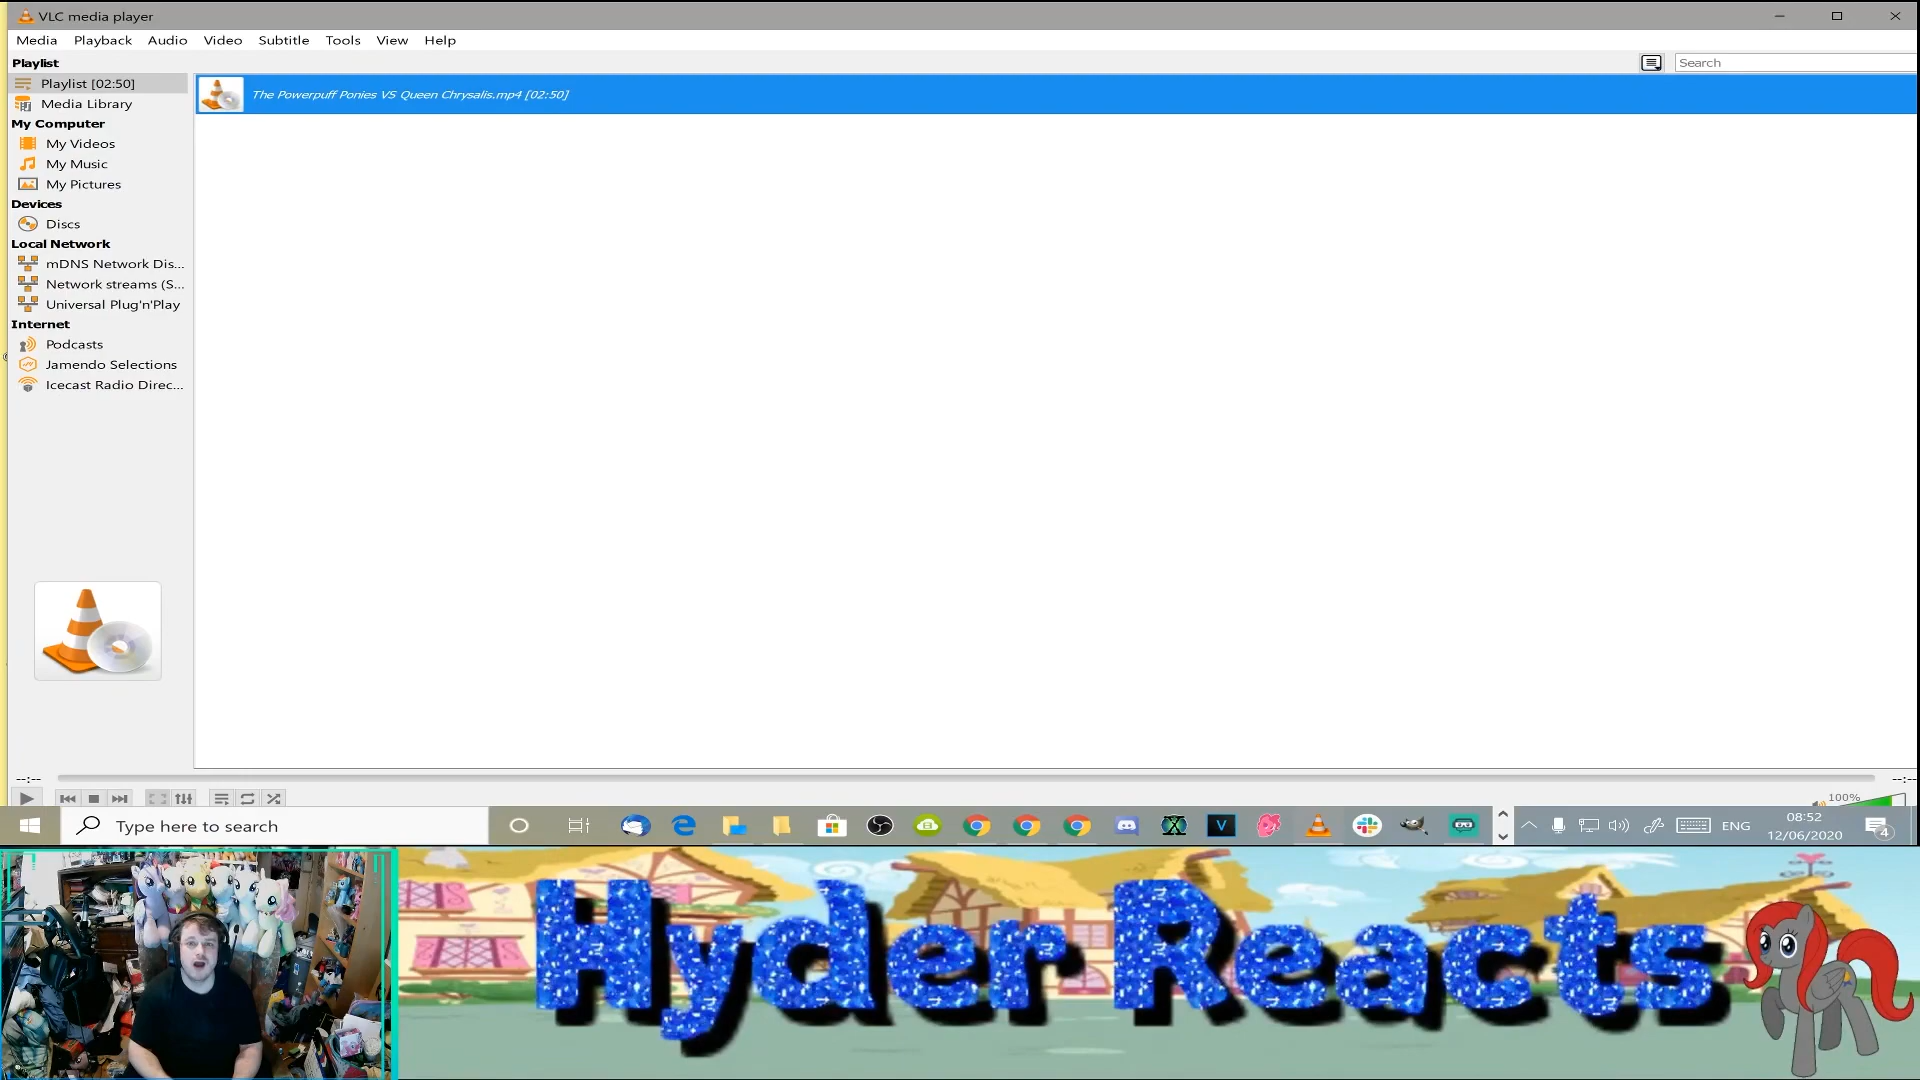 VLC media player
Media Playback Audio Video Subtitle Tools View Help
Playlist
Search
Playlist [02:50]
The Powerpuff Ponies VS Queen Chrysalis.mp4 [02:50]
Media Library
My Computer
My Videos
My Music
My Pictures
Devices
Discs
Local Network
mDNS Network Dis...
Network streams (S...
Universal Plug'n'Play
Internet
Podcasts
Jamendo Selections
Icecast Radio Direc...
--:--
--:--
100%
Type here to search
ENG
08:52
12/06/2020
4
Hyder Reacts